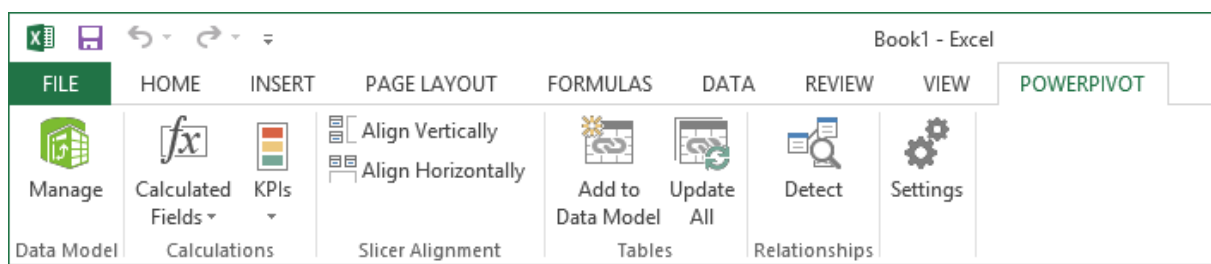 Book1 - Excel
FILE HOME INSERT PAGE LAYOUT FORMULAS DATA REVIEW VIEW POWERPIVOT
Manage
Calculated
Fields
KPIs
Align Vertically
Align Horizontally
Add to
Data Model
Update
All
Detect
Settings
Data Model Calculations Slicer Alignment Tables Relationships